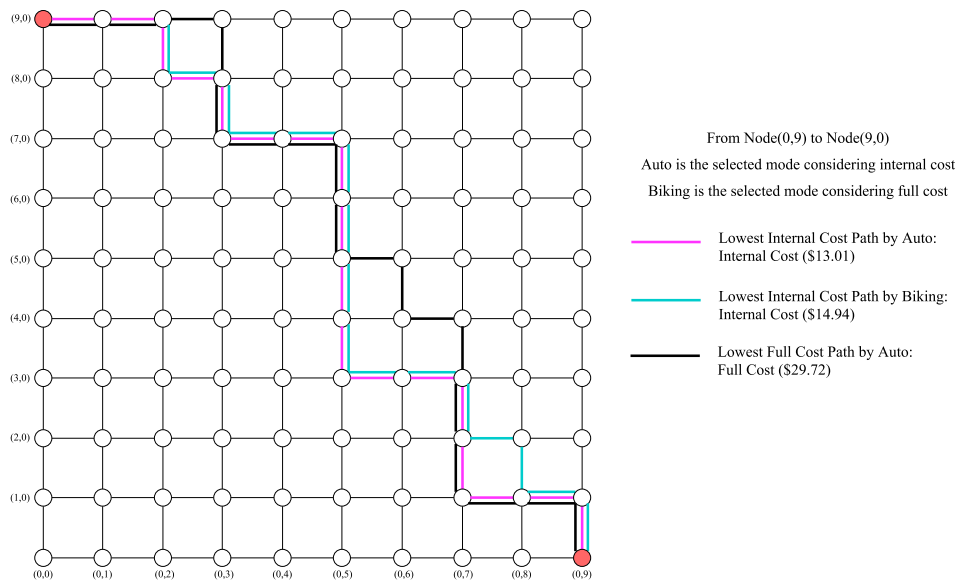 (9,0)
(8,0)
(7,0)
(6,0)
(5,0)
(4,0)
(3,0)
(2,0)
(1,0)
(0,0) (0,1) (0,2) (0,3) (0,4) (0,5) (0,6) (0,7) (0,8) (0,9)
From Node(0,9) to Node(9,0)
Auto is the selected mode considering internal cost
Biking is the selected mode considering full cost
Lowest Internal Cost Path by Auto:
Internal Cost ($13.01)
Lowest Internal Cost Path by Biking:
Internal Cost ($14.94)
Lowest Full Cost Path by Auto:
Full Cost ($29.72)